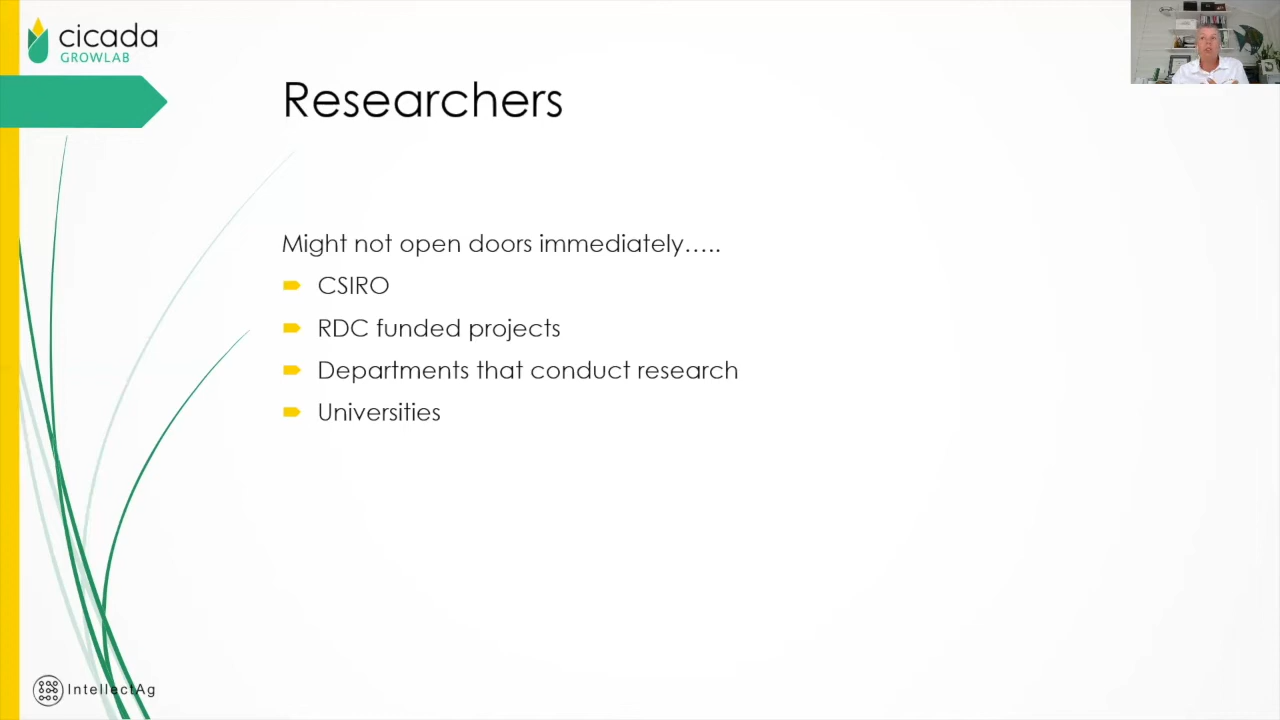 cicada
GROWLAB
Researchers
Might not open doors immediately…..
CSIRO
RDC funded projects
Departments that conduct research
Universities
IntellectAg